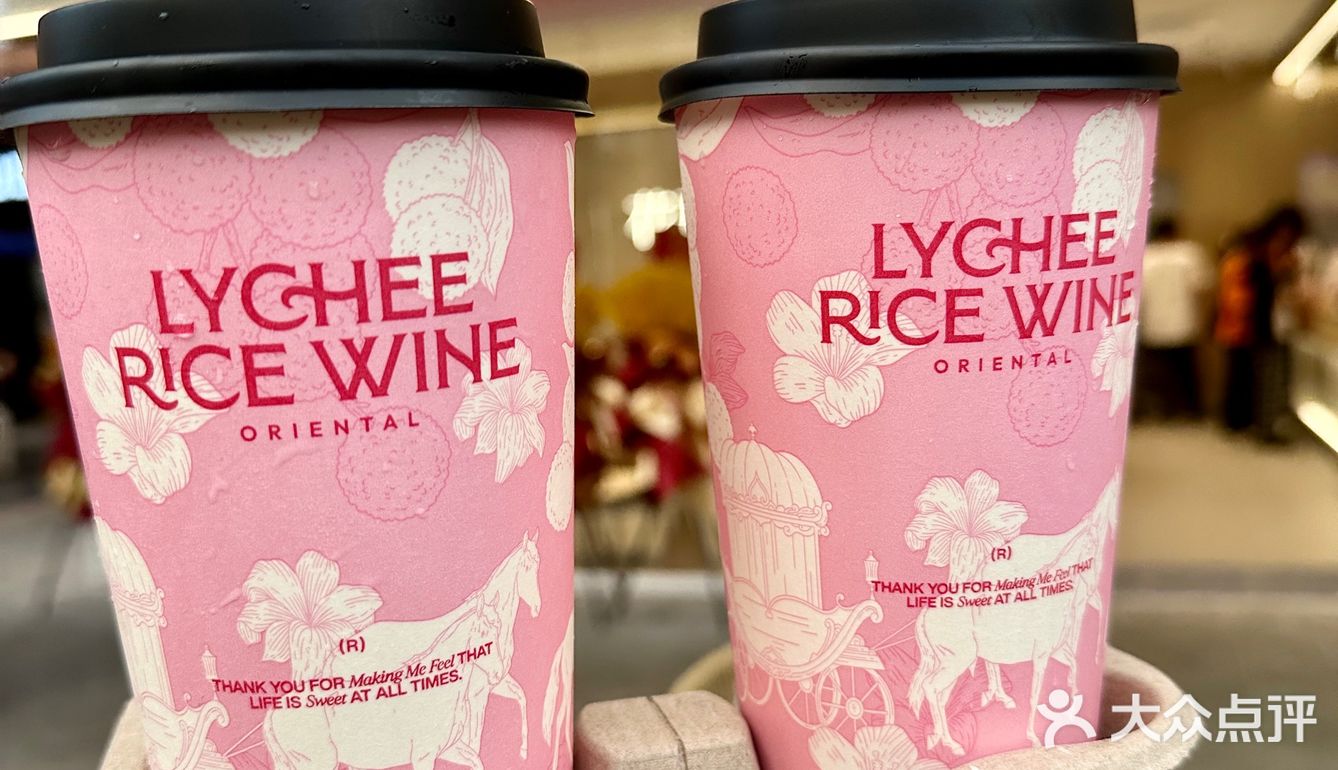 LYCHEE
RICE WINE
ORIENTAL
(R)
THANK YOU FOR Making Me Feel THAT
LIFE IS Sweet AT ALL TIMES.
LYCHEE
RICE WINE
ORIENTAL
(R)
THANK YOU FOR Making Me Feel THAT
LIFE IS Sweet AT ALL TIMES.
大众点评